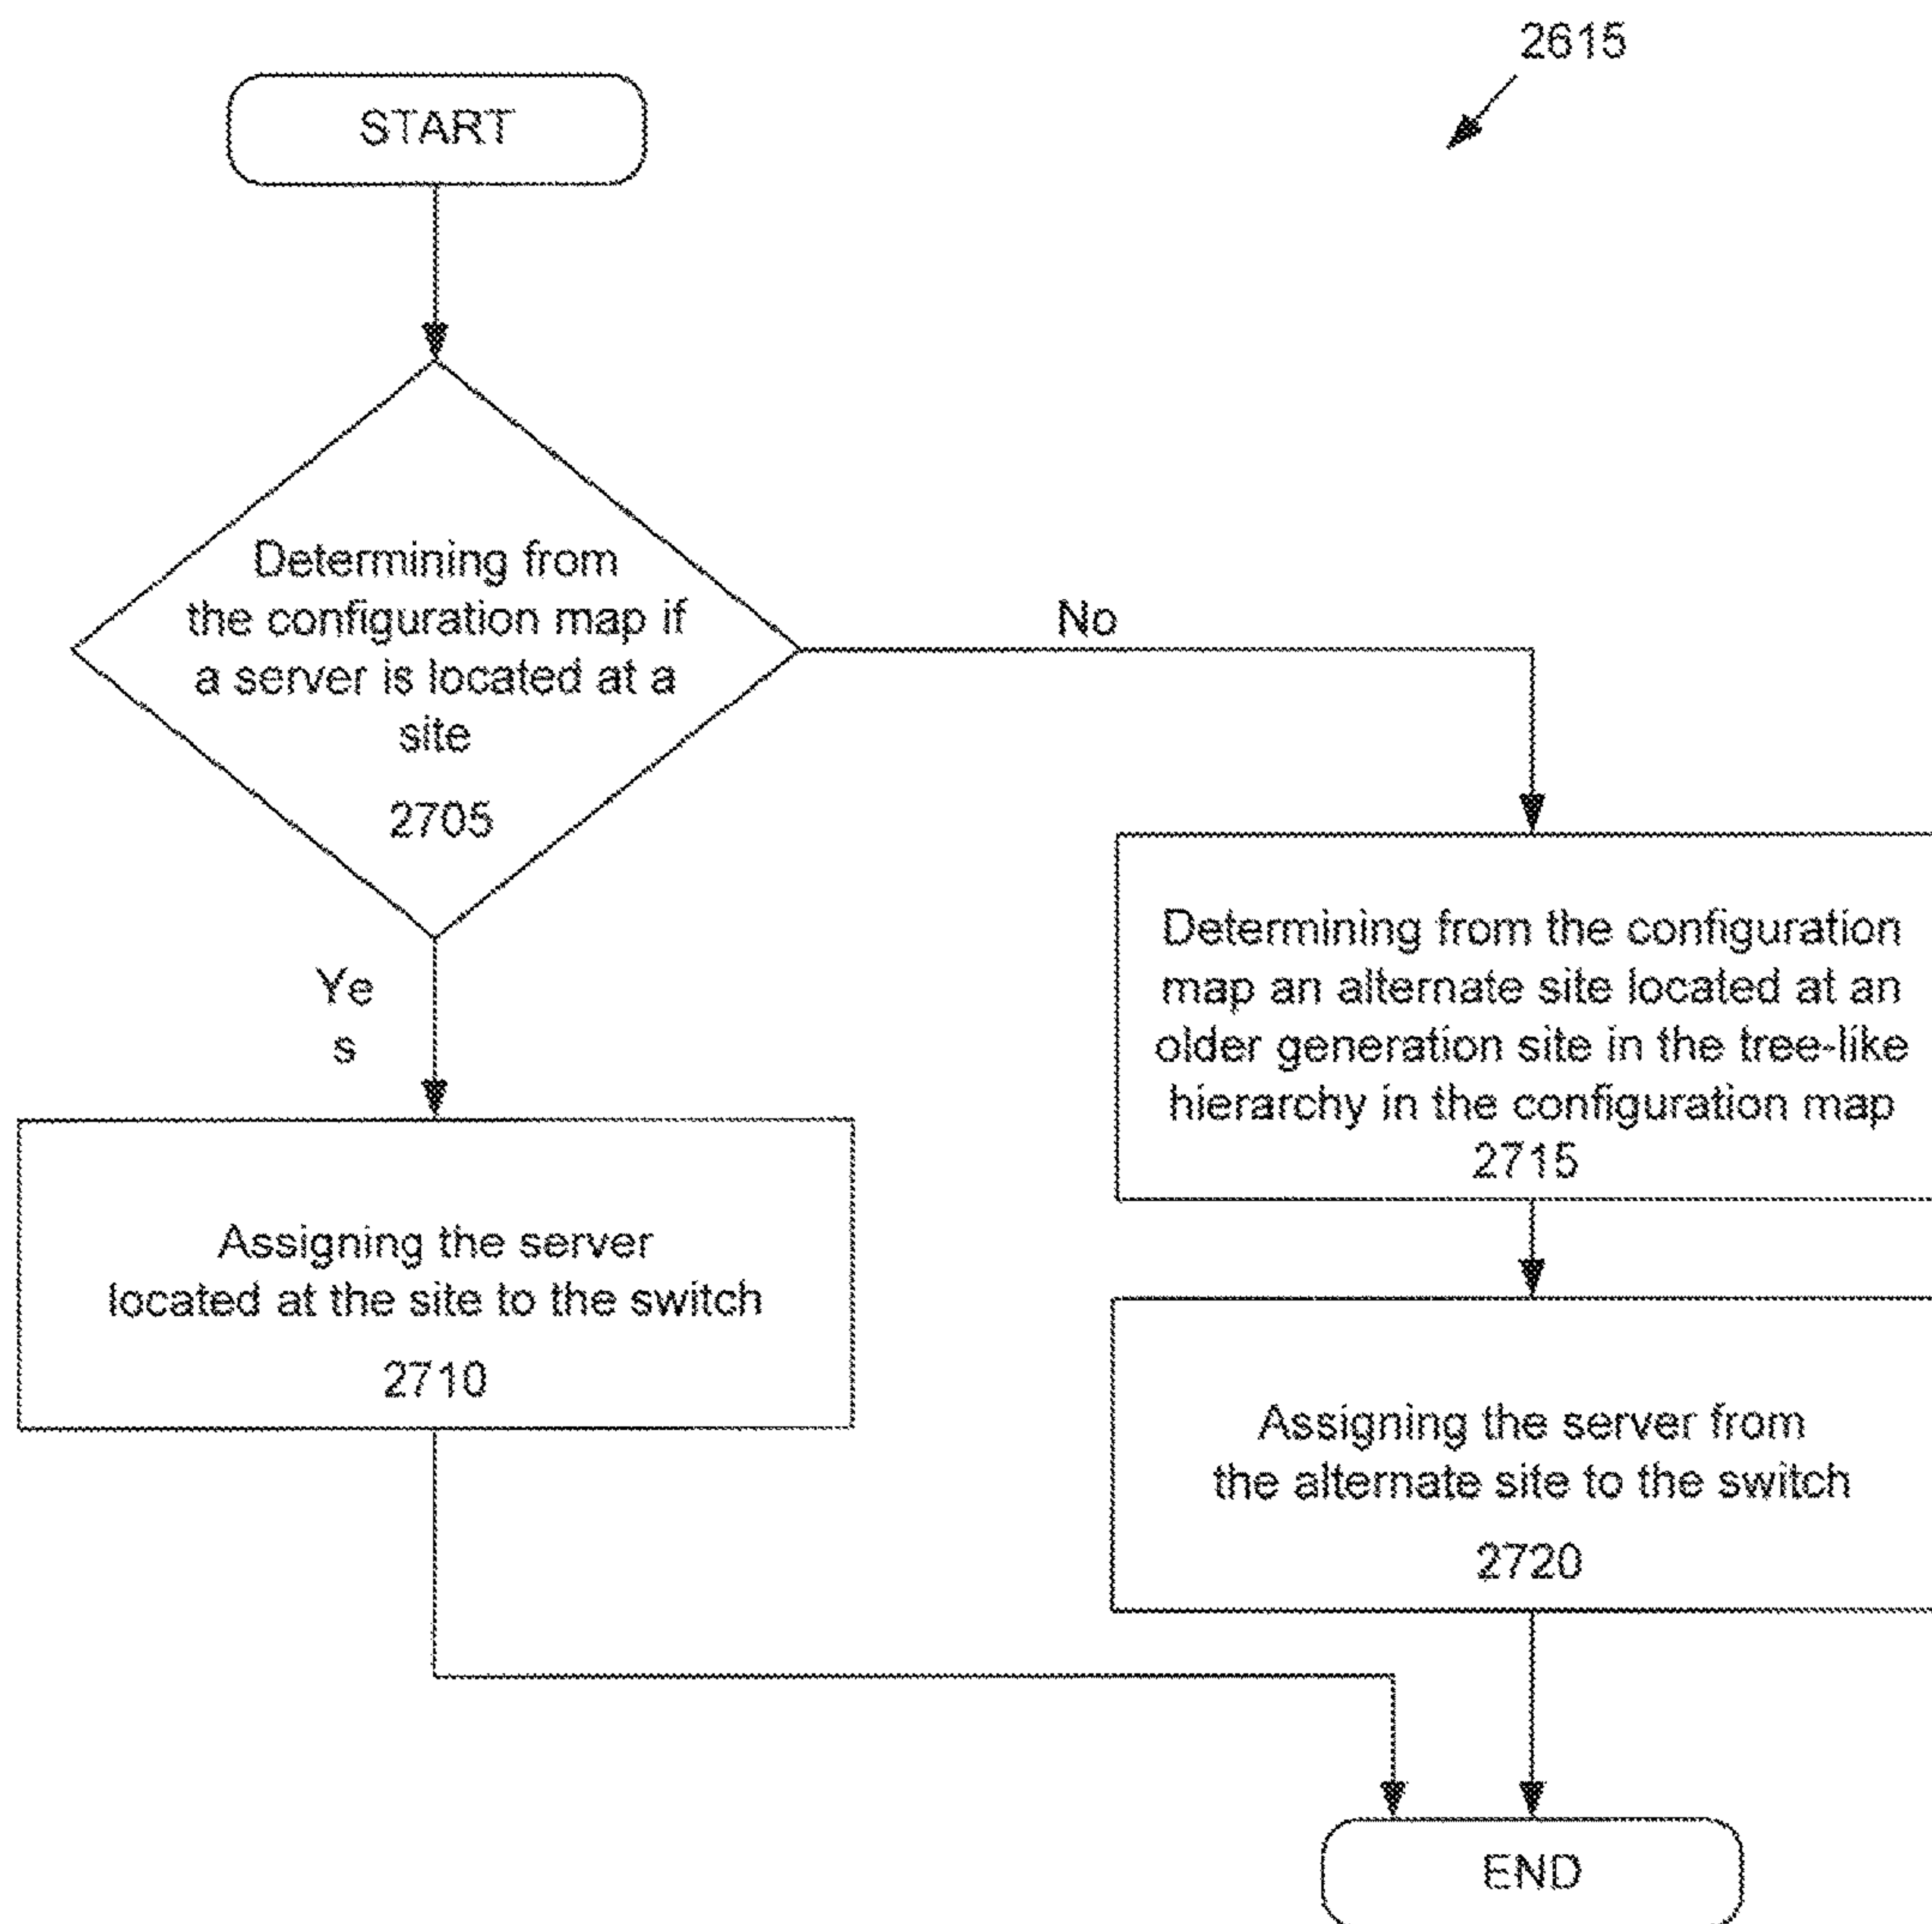 2615
START
Determining from
the configuration map if
a server is located at a
site
2705
No
Ye
s
Determining from the configuration
map an alternate site located at an
older generation site in the tree-like
hierarchy in the configuration map
2715
Assigning the server
located at the site to the switch
2710
Assigning the server from
the alternate site to the switch
2720
END